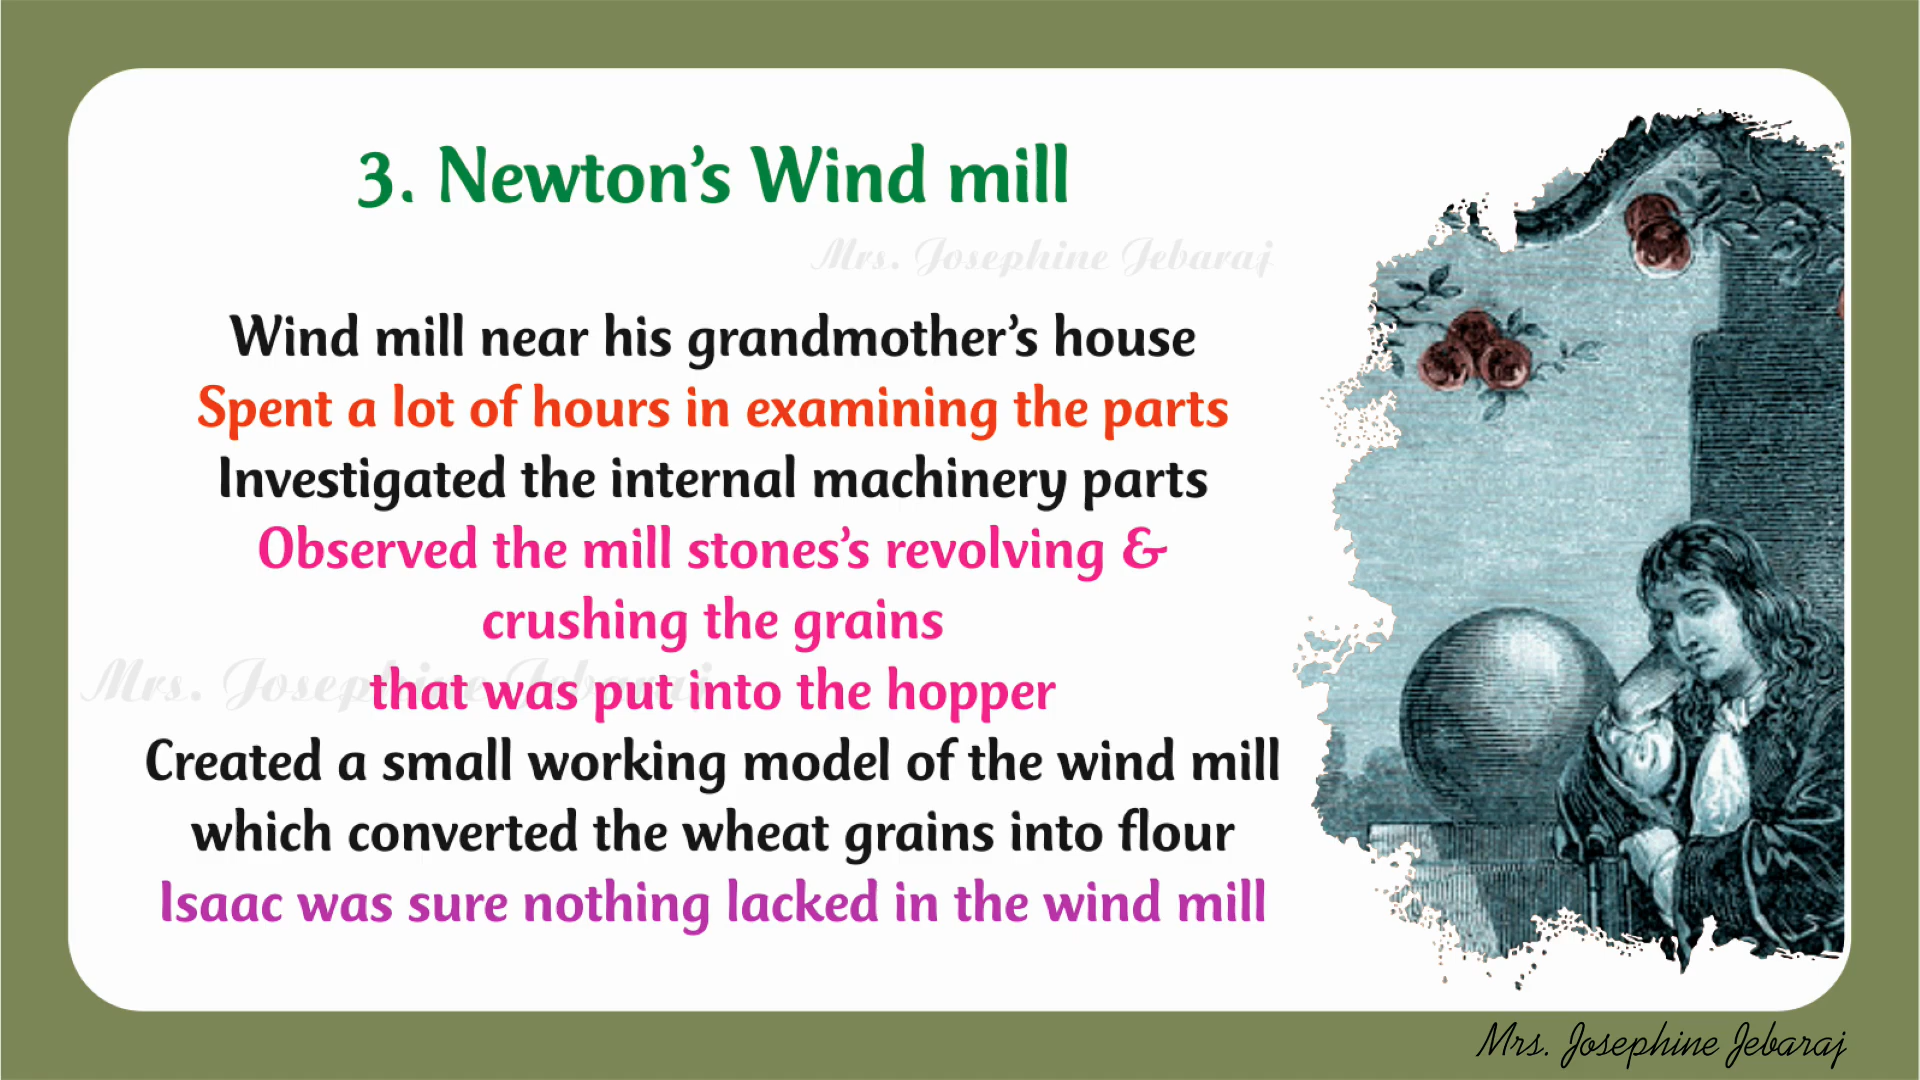 3. Newton's Wind mill
Mrs. Josephine Jebaraj
Wind mill near his grandmother's house
Spent a lot of hours in examining the parts
Investigated the internal machinery parts
Observed the mill stones's revolving &
crushing the grains
Mrs. Josephine Jebaraj
that was put into the hopper
Created a small working model of the wind mill
which converted the wheat grains into flour
Isaac was sure nothing lacked in the wind mill
Mrs. Josephine Jebaraj